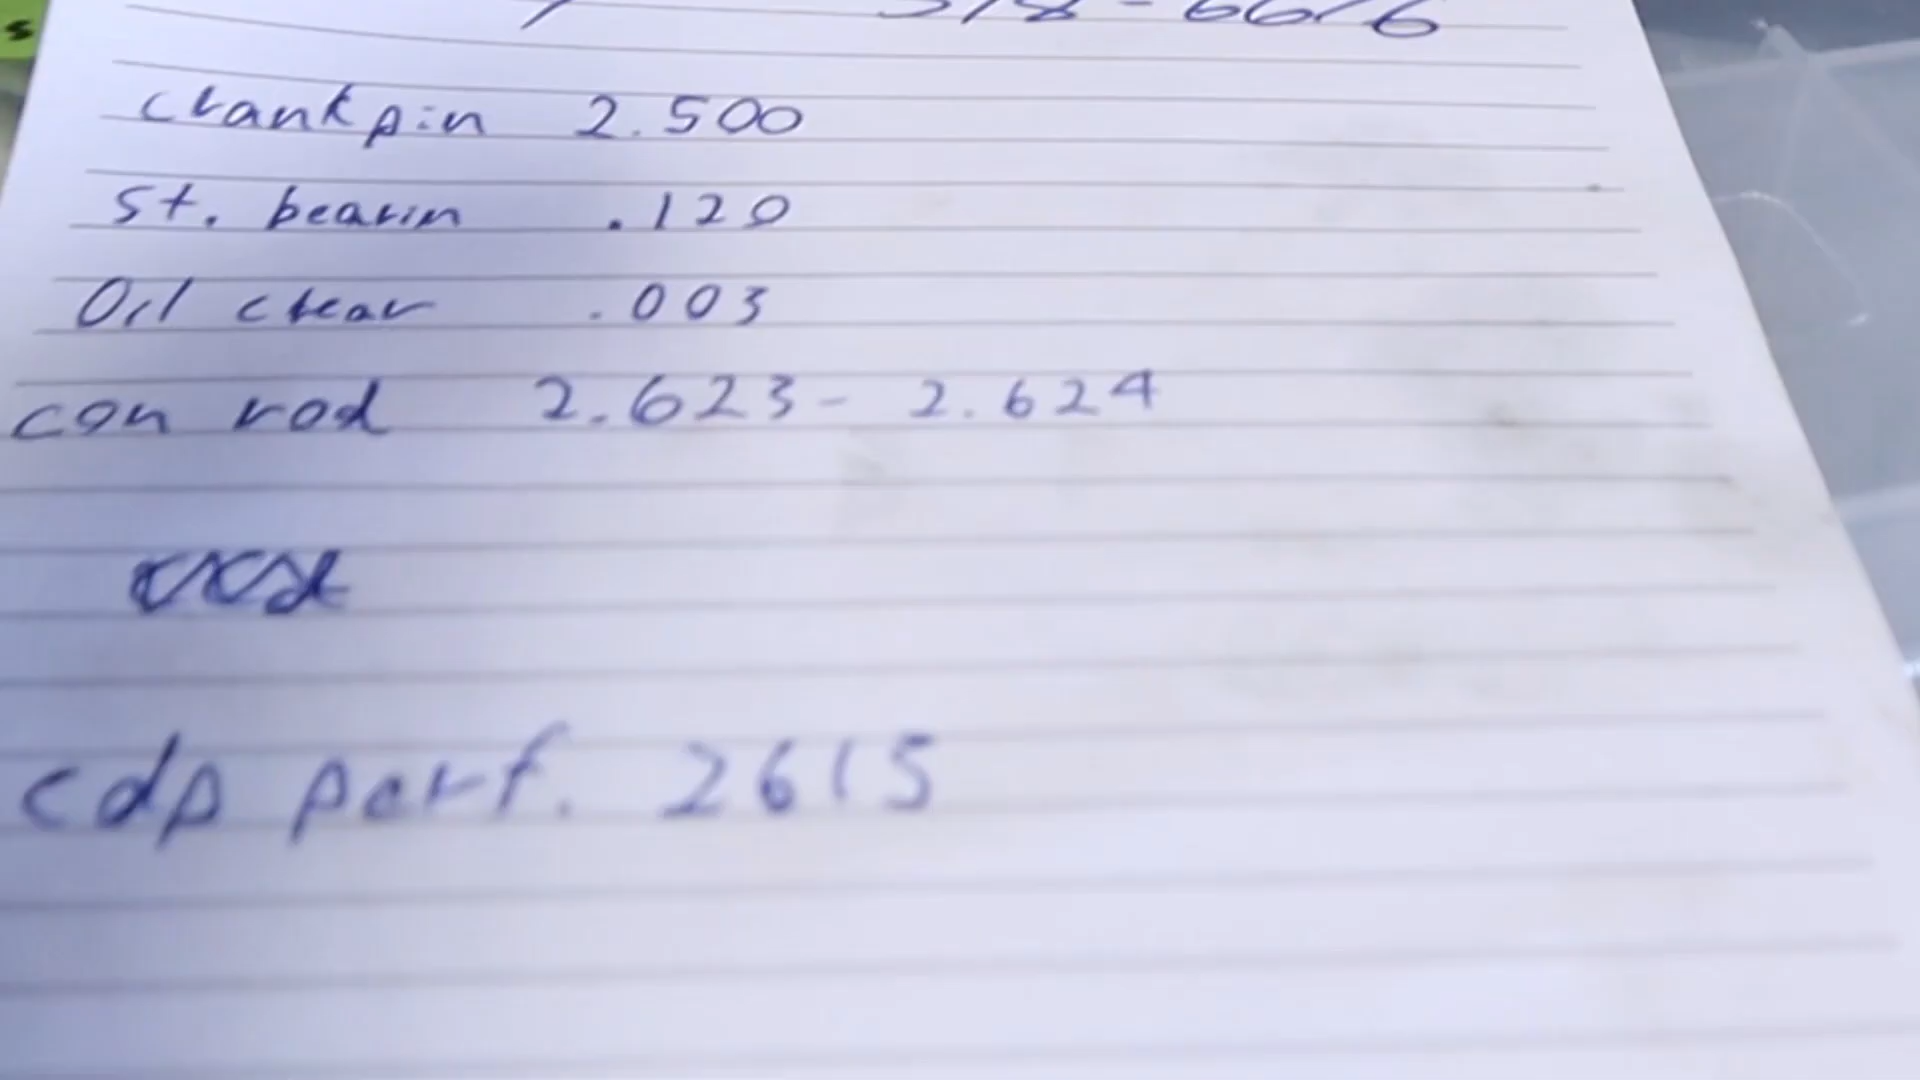 crankpin 2.500
St. bearin .120
Oil clear .003
con rod 2.623 - 2.624
cdp perf. 2615